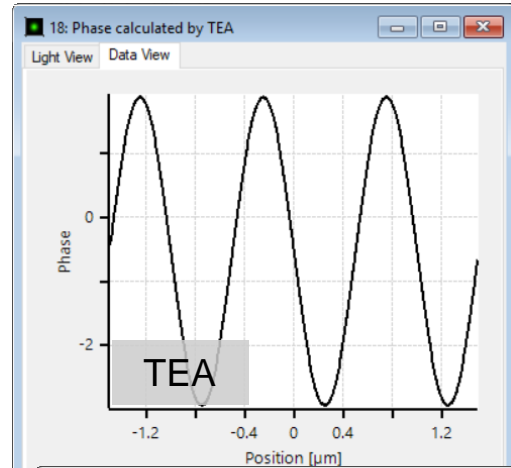 18: Phase calculated by TEA
Light View Data View
Phase
0
-2
TEA
-1.2 -0.4 0 0.4 1.2
Position [µm]